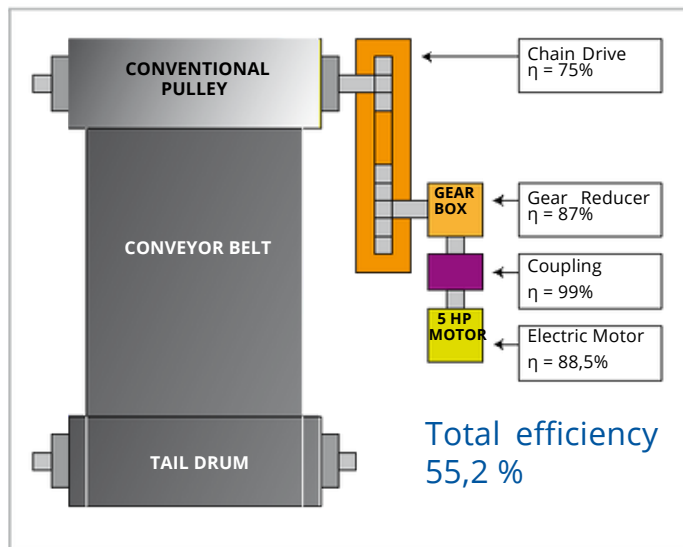 CONVENTIONAL
PULLEY
Chain Drive
η = 75%
GEAR
BOX
Gear Reducer
η = 87%
CONVEYOR BELT
Coupling
η = 99%
5 HP
MOTOR
Electric Motor
η = 88,5%
Total efficiency
55,2 %
TAIL DRUM